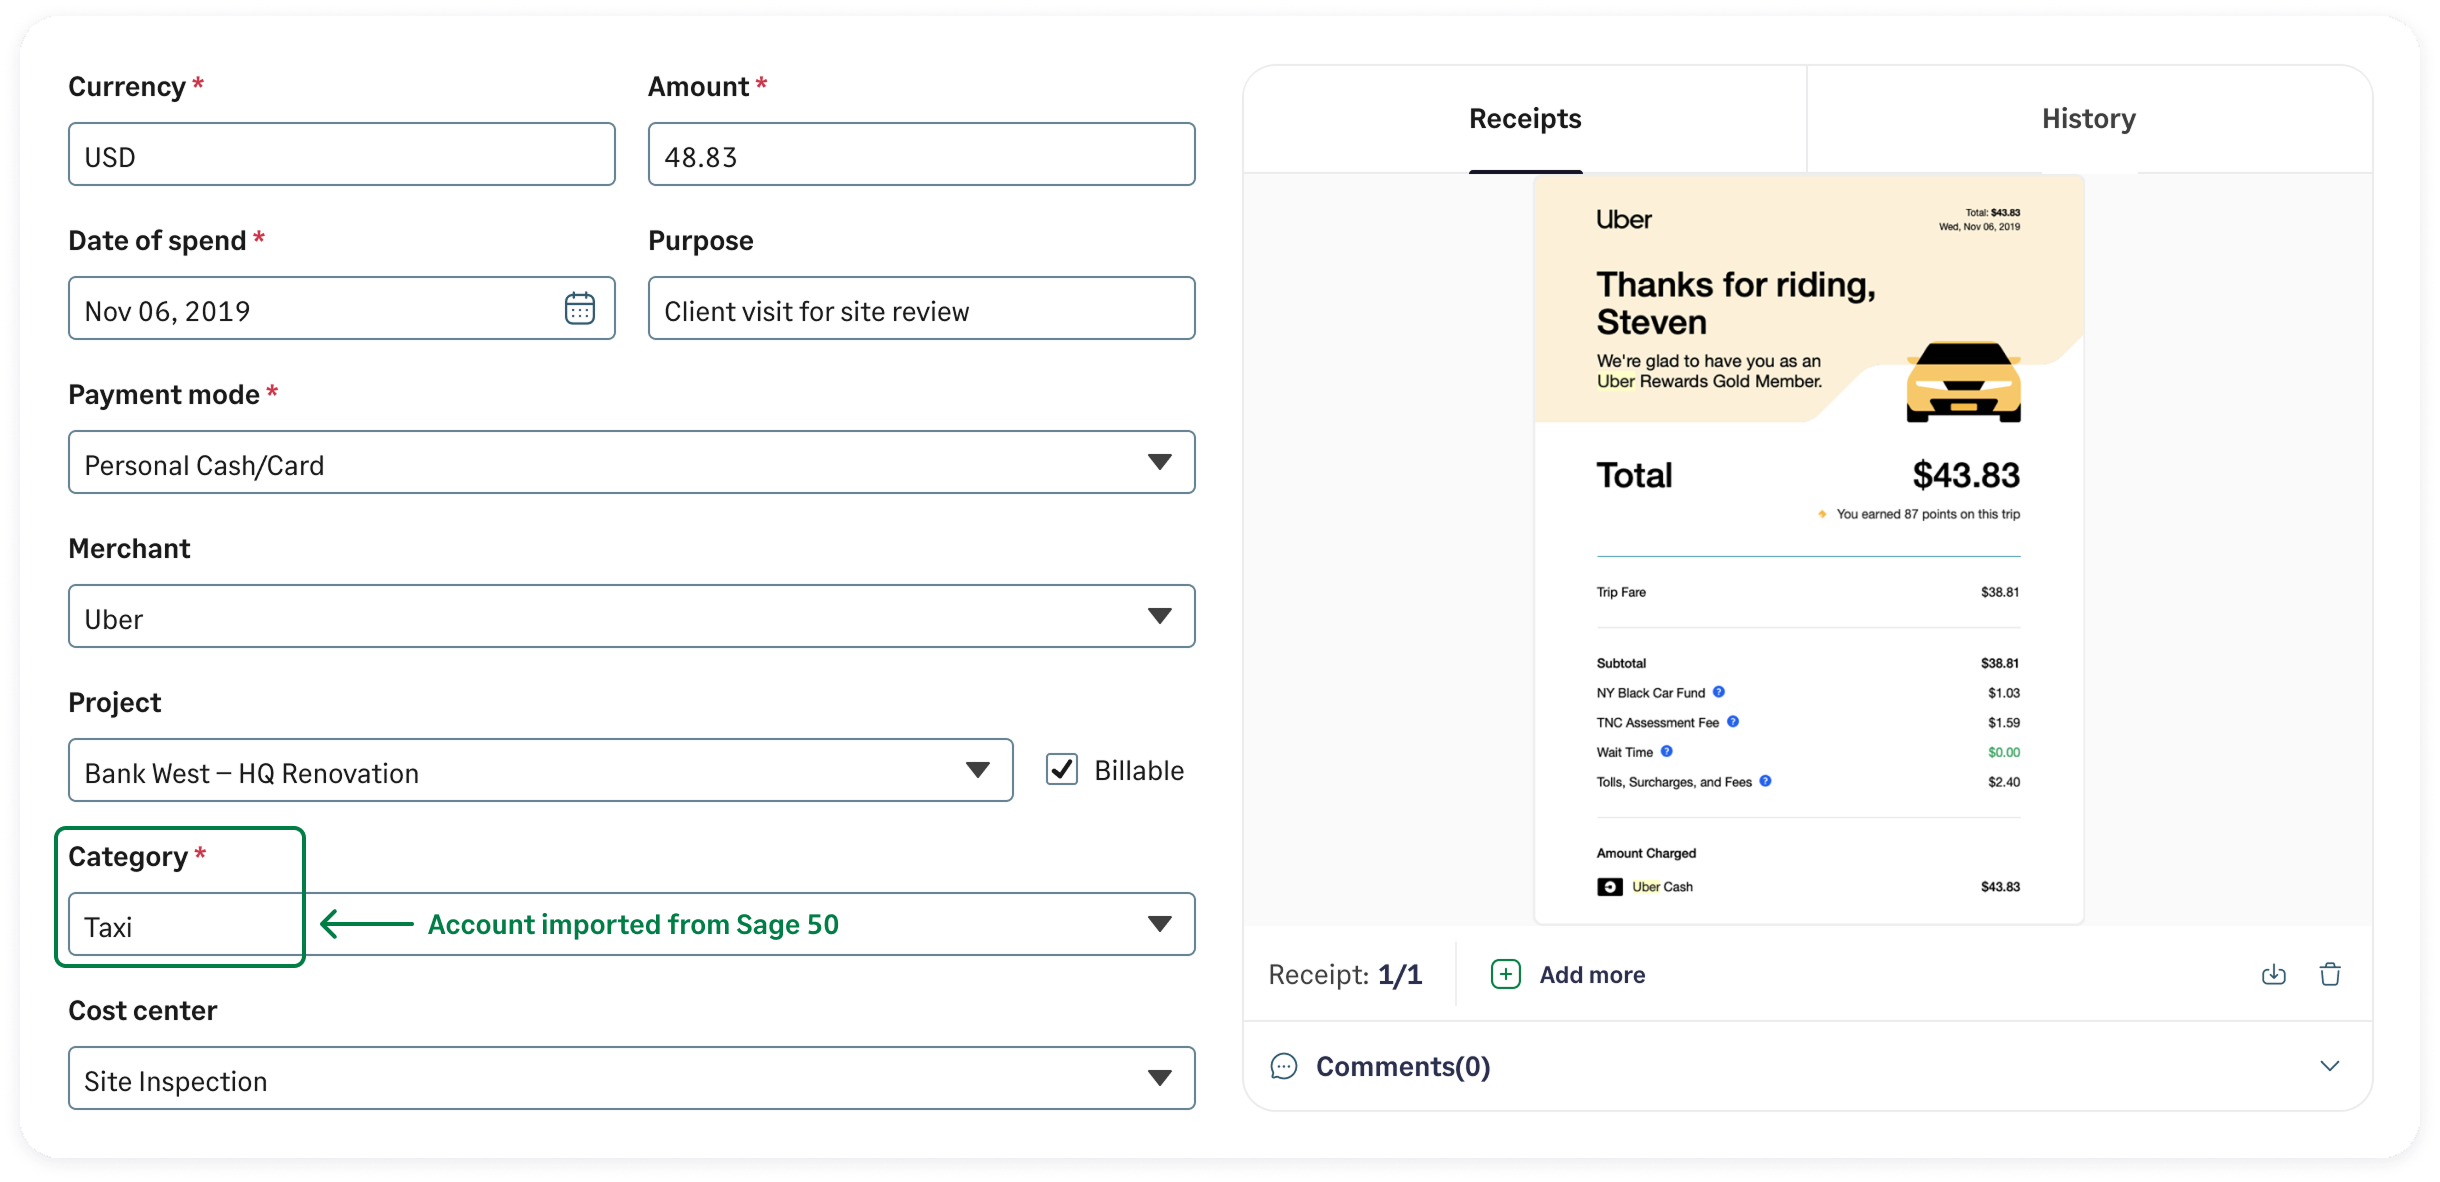 Currency *
Amount *
USD
48.83
Date of spend *
Purpose
Nov 06, 2019
Client visit for site review
Payment mode *
Personal Cash/Card
Merchant
Uber
Project
Bank West – HQ Renovation
Billable
Category *
Taxi
Account imported from Sage 50
Cost center
Site Inspection
Receipts
History
Uber
Total: $43.83
Wed, Nov 06, 2019
Thanks for riding,
Steven
We're glad to have you as an
Uber Rewards Gold Member.
Total $43.83
You earned 87 points on this trip
Trip Fare $38.81
Subtotal $38.81
NY Black Car Fund ? $1.03
TNC Assessment Fee ? $1.59
Wait Time ? $0.00
Tolls, Surcharges, and Fees ? $2.40
Amount Charged
Uber Cash $43.83
Receipt: 1/1
Add more
Comments(0)